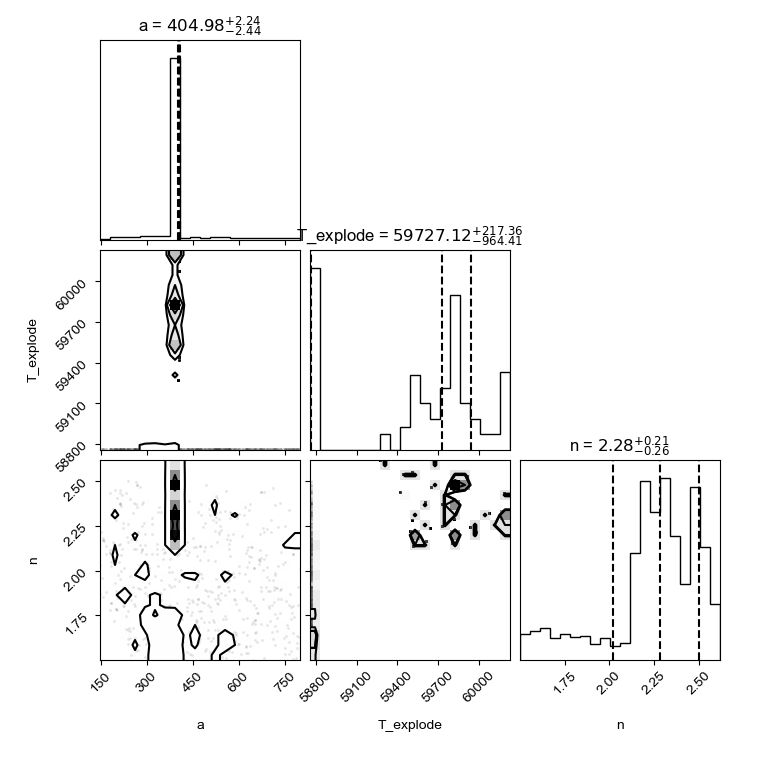 a = 404.98+2.24−2.44
T_explode = 59727.12+217.36−964.41
T_explode
60000
59700
59400
59100
58800
n = 2.28+0.21−0.26
n
2.50
2.25
2.00
1.75
150 300 450 600 750
58800 59100 59400 59700 60000
1.75 2.00 2.25 2.50
a T_explode n